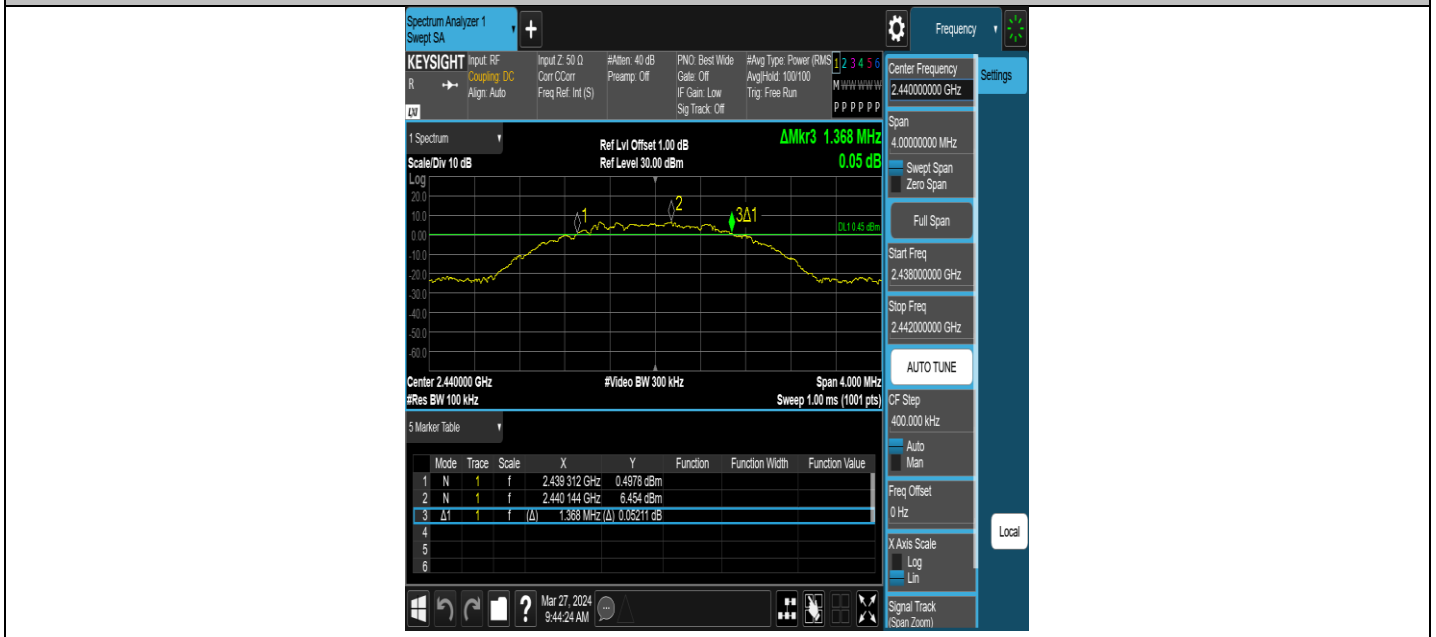 Spectrum Analyzer 1
Swept SA
+
Frequency
KEYSIGHT
R
LXI
Input: RF
Coupling: DC
Align: Auto
Input Z: 50 Ω
Corr CCorr
Freq Ref: Int (S)
#Atten: 40 dB
Preamp: Off
PNO: Best Wide
Gate: Off
IF Gain: Low
Sig Track: Off
#Avg Type: Power (RMS
Avg|Hold: 100/100
Trig: Free Run
1 2 3 4 5 6
M W W W W W
P P P P P P
1 Spectrum
Scale/Div 10 dB
Log
Ref Lvl Offset 1.00 dB
Ref Level 30.00 dBm
ΔMkr3 1.368 MHz
0.05 dB
20.0
10.0
0.00
-10.0
-20.0
-30.0
-40.0
-50.0
-60.0
1
2
3Δ1
DL1 0.45 dBm
Center 2.440000 GHz
#Res BW 100 kHz
#Video BW 300 kHz
Span 4.000 MHz
Sweep 1.00 ms (1001 pts)
5 Marker Table
Mode Trace Scale X Y Function Function Width Function Value
1 N 1 f 2.439 312 GHz 0.4978 dBm
2 N 1 f 2.440 144 GHz 6.454 dBm
3 Δ1 1 f (Δ) 1.368 MHz (Δ) 0.05211 dB
4
5
6
?
Mar 27, 2024
9:44:24 AM
Center Frequency
2.440000000 GHz
Settings
Span
4.00000000 MHz
Swept Span
Zero Span
Full Span
Start Freq
2.438000000 GHz
Stop Freq
2.442000000 GHz
AUTO TUNE
CF Step
400.000 kHz
Auto
Man
Freq Offset
0 Hz
Local
X Axis Scale
Log
Lin
Signal Track
(Span Zoom)